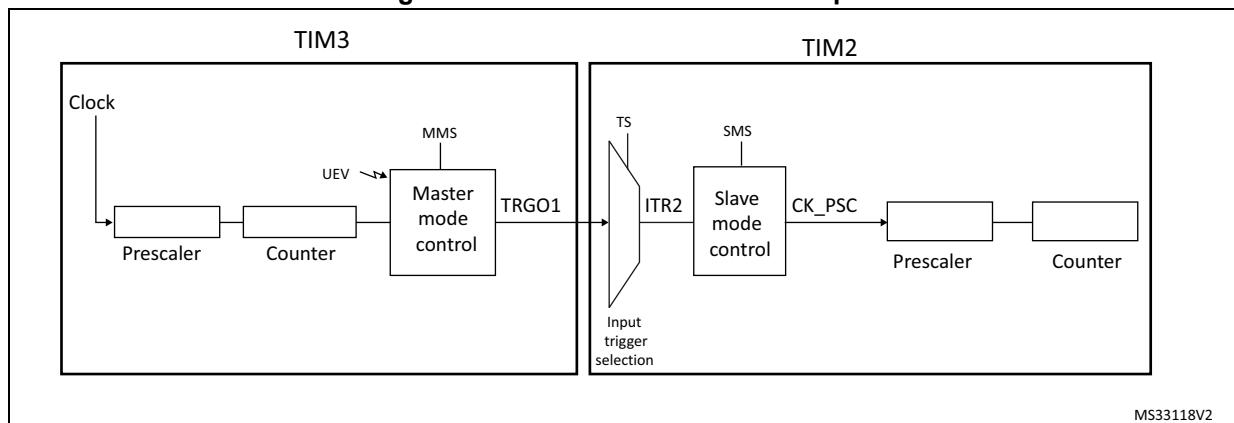 TIM3
TIM2
Clock
MMS
UEV
Master
mode
control
TRGO1
Prescaler
Counter
TS
ITR2
SMS
Slave
mode
control
CK_PSC
Prescaler
Counter
Input
trigger
selection
MS33118V2